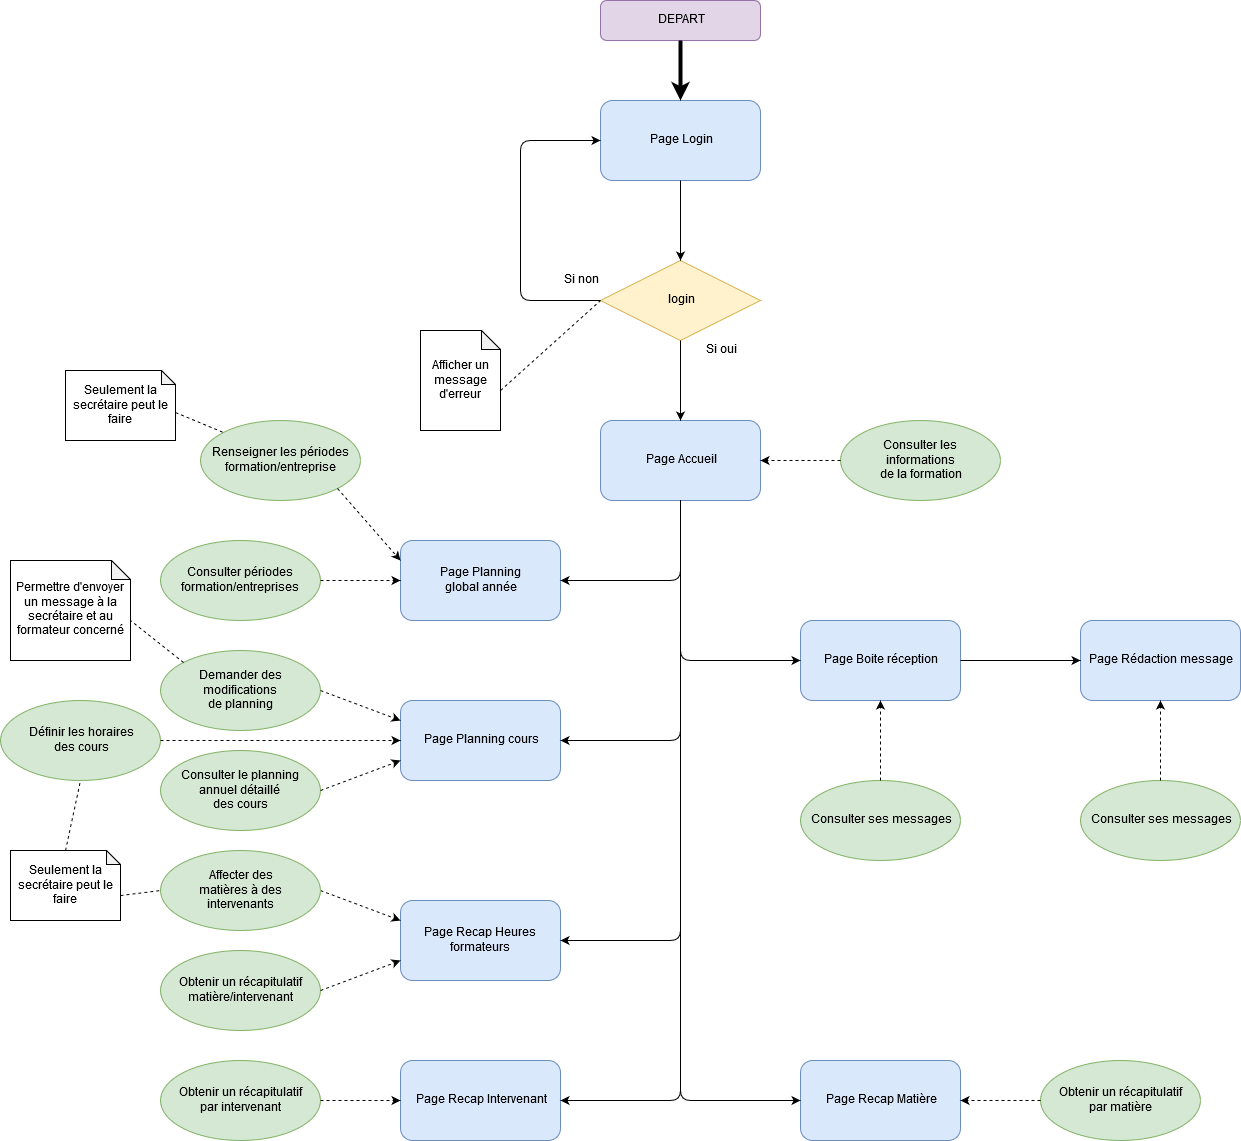 DEPART
Page Login
Si non
login
Si oui
Afficher un
message
d'erreur
Seulement la
secrétaire peut le
faire
Renseigner les périodes
formation/entreprise
Page Accueil
Consulter les
informations
de la formation
Consulter périodes
formation/entreprises
Page Planning
global année
Permettre d'envoyer
un message à la
secrétaire et au
formateur concerné
Demander des
modifications
de planning
Page Boite réception
Page Rédaction message
Définir les horaires
des cours
Page Planning cours
Consulter le planning
annuel détaillé
des cours
Consulter ses messages
Consulter ses messages
Seulement la
secrétaire peut le
faire
Affecter des
matières à des
intervenants
Page Recap Heures
formateurs
Obtenir un récapitulatif
matière/intervenant
Obtenir un récapitulatif
par intervenant
Page Recap Intervenant
Page Recap Matière
Obtenir un récapitulatif
par matière